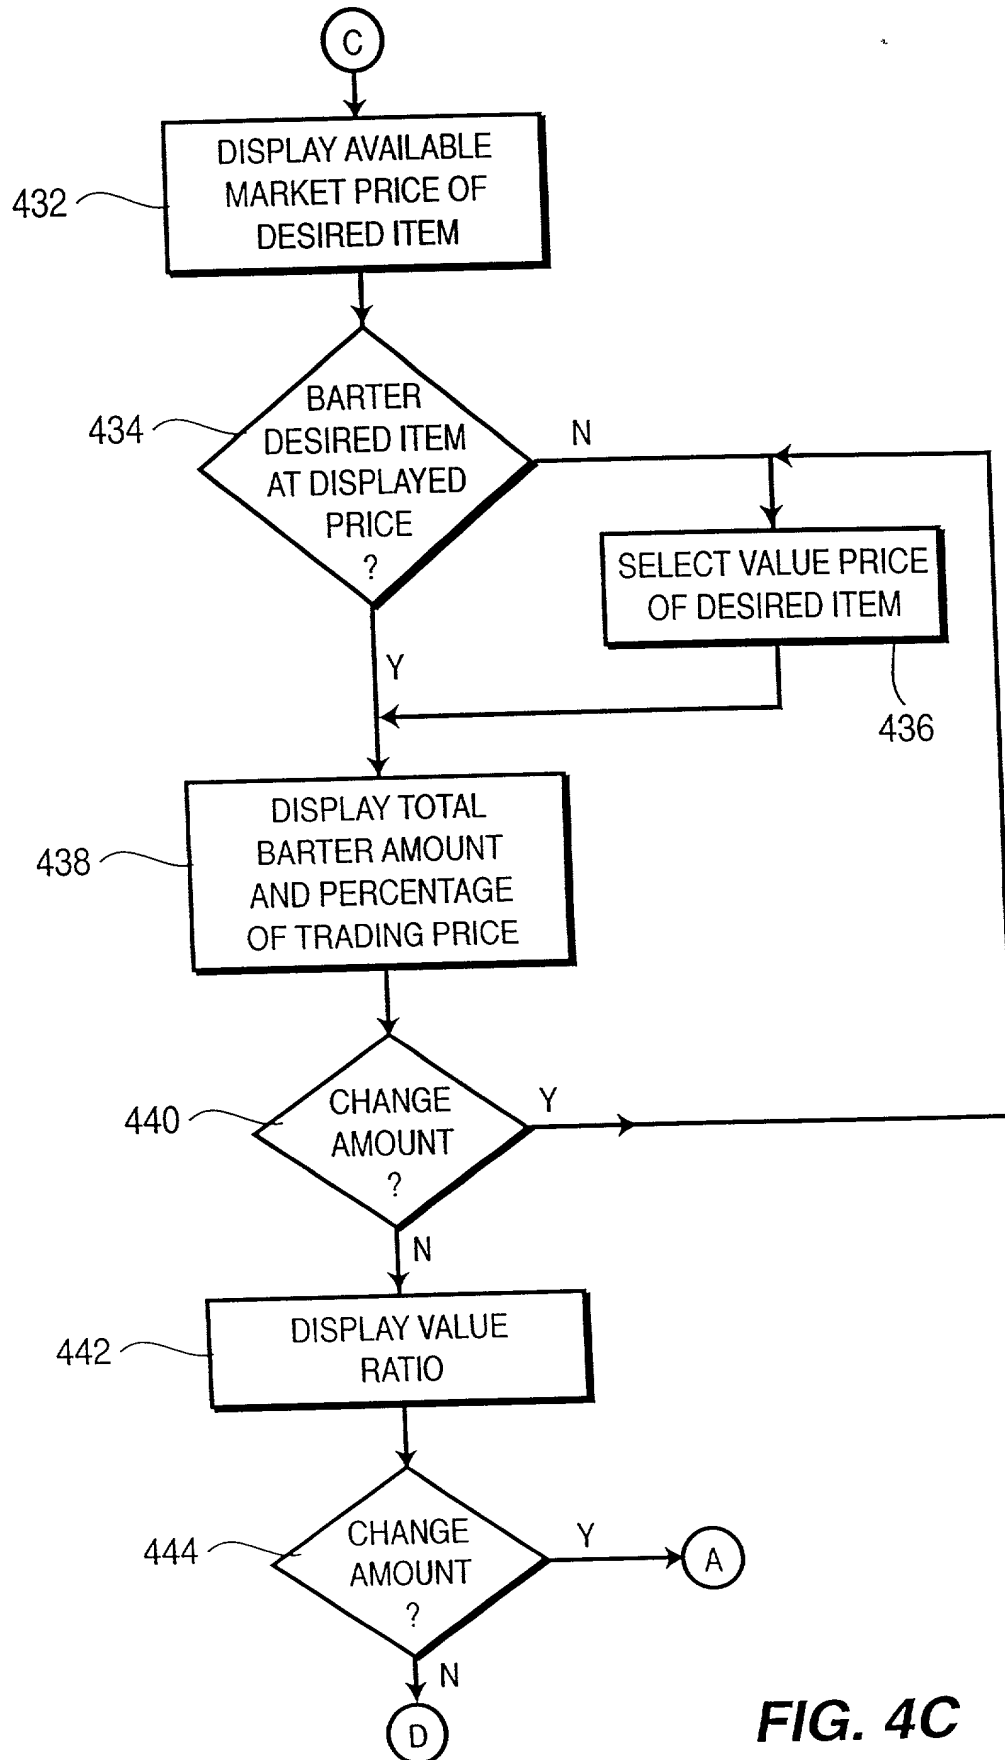 C
DISPLAY AVAILABLE
MARKET PRICE OF
DESIRED ITEM
432
BARTER
DESIRED ITEM
AT DISPLAYED
PRICE
?
434
N
SELECT VALUE PRICE
OF DESIRED ITEM
436
Y
DISPLAY TOTAL
BARTER AMOUNT
AND PERCENTAGE
OF TRADING PRICE
438
CHANGE
AMOUNT
?
440
Y
N
DISPLAY VALUE
RATIO
442
CHANGE
AMOUNT
?
444
Y
A
N
D
FIG. 4C